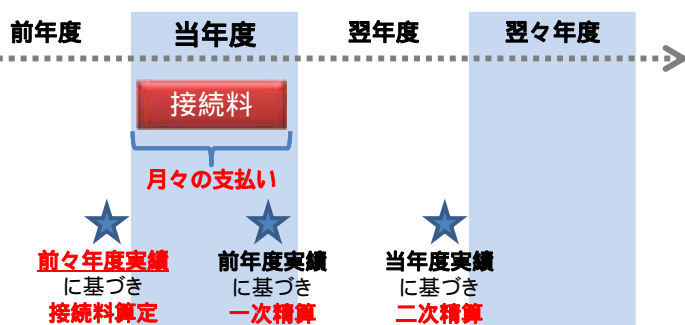 前年度
当年度
翌年度
翌々年度
接続料
月々の支払い
前々年度実績
に基づき
接続料算定
前年度実績
に基づき
一次精算
当年度実績
に基づき
二次精算